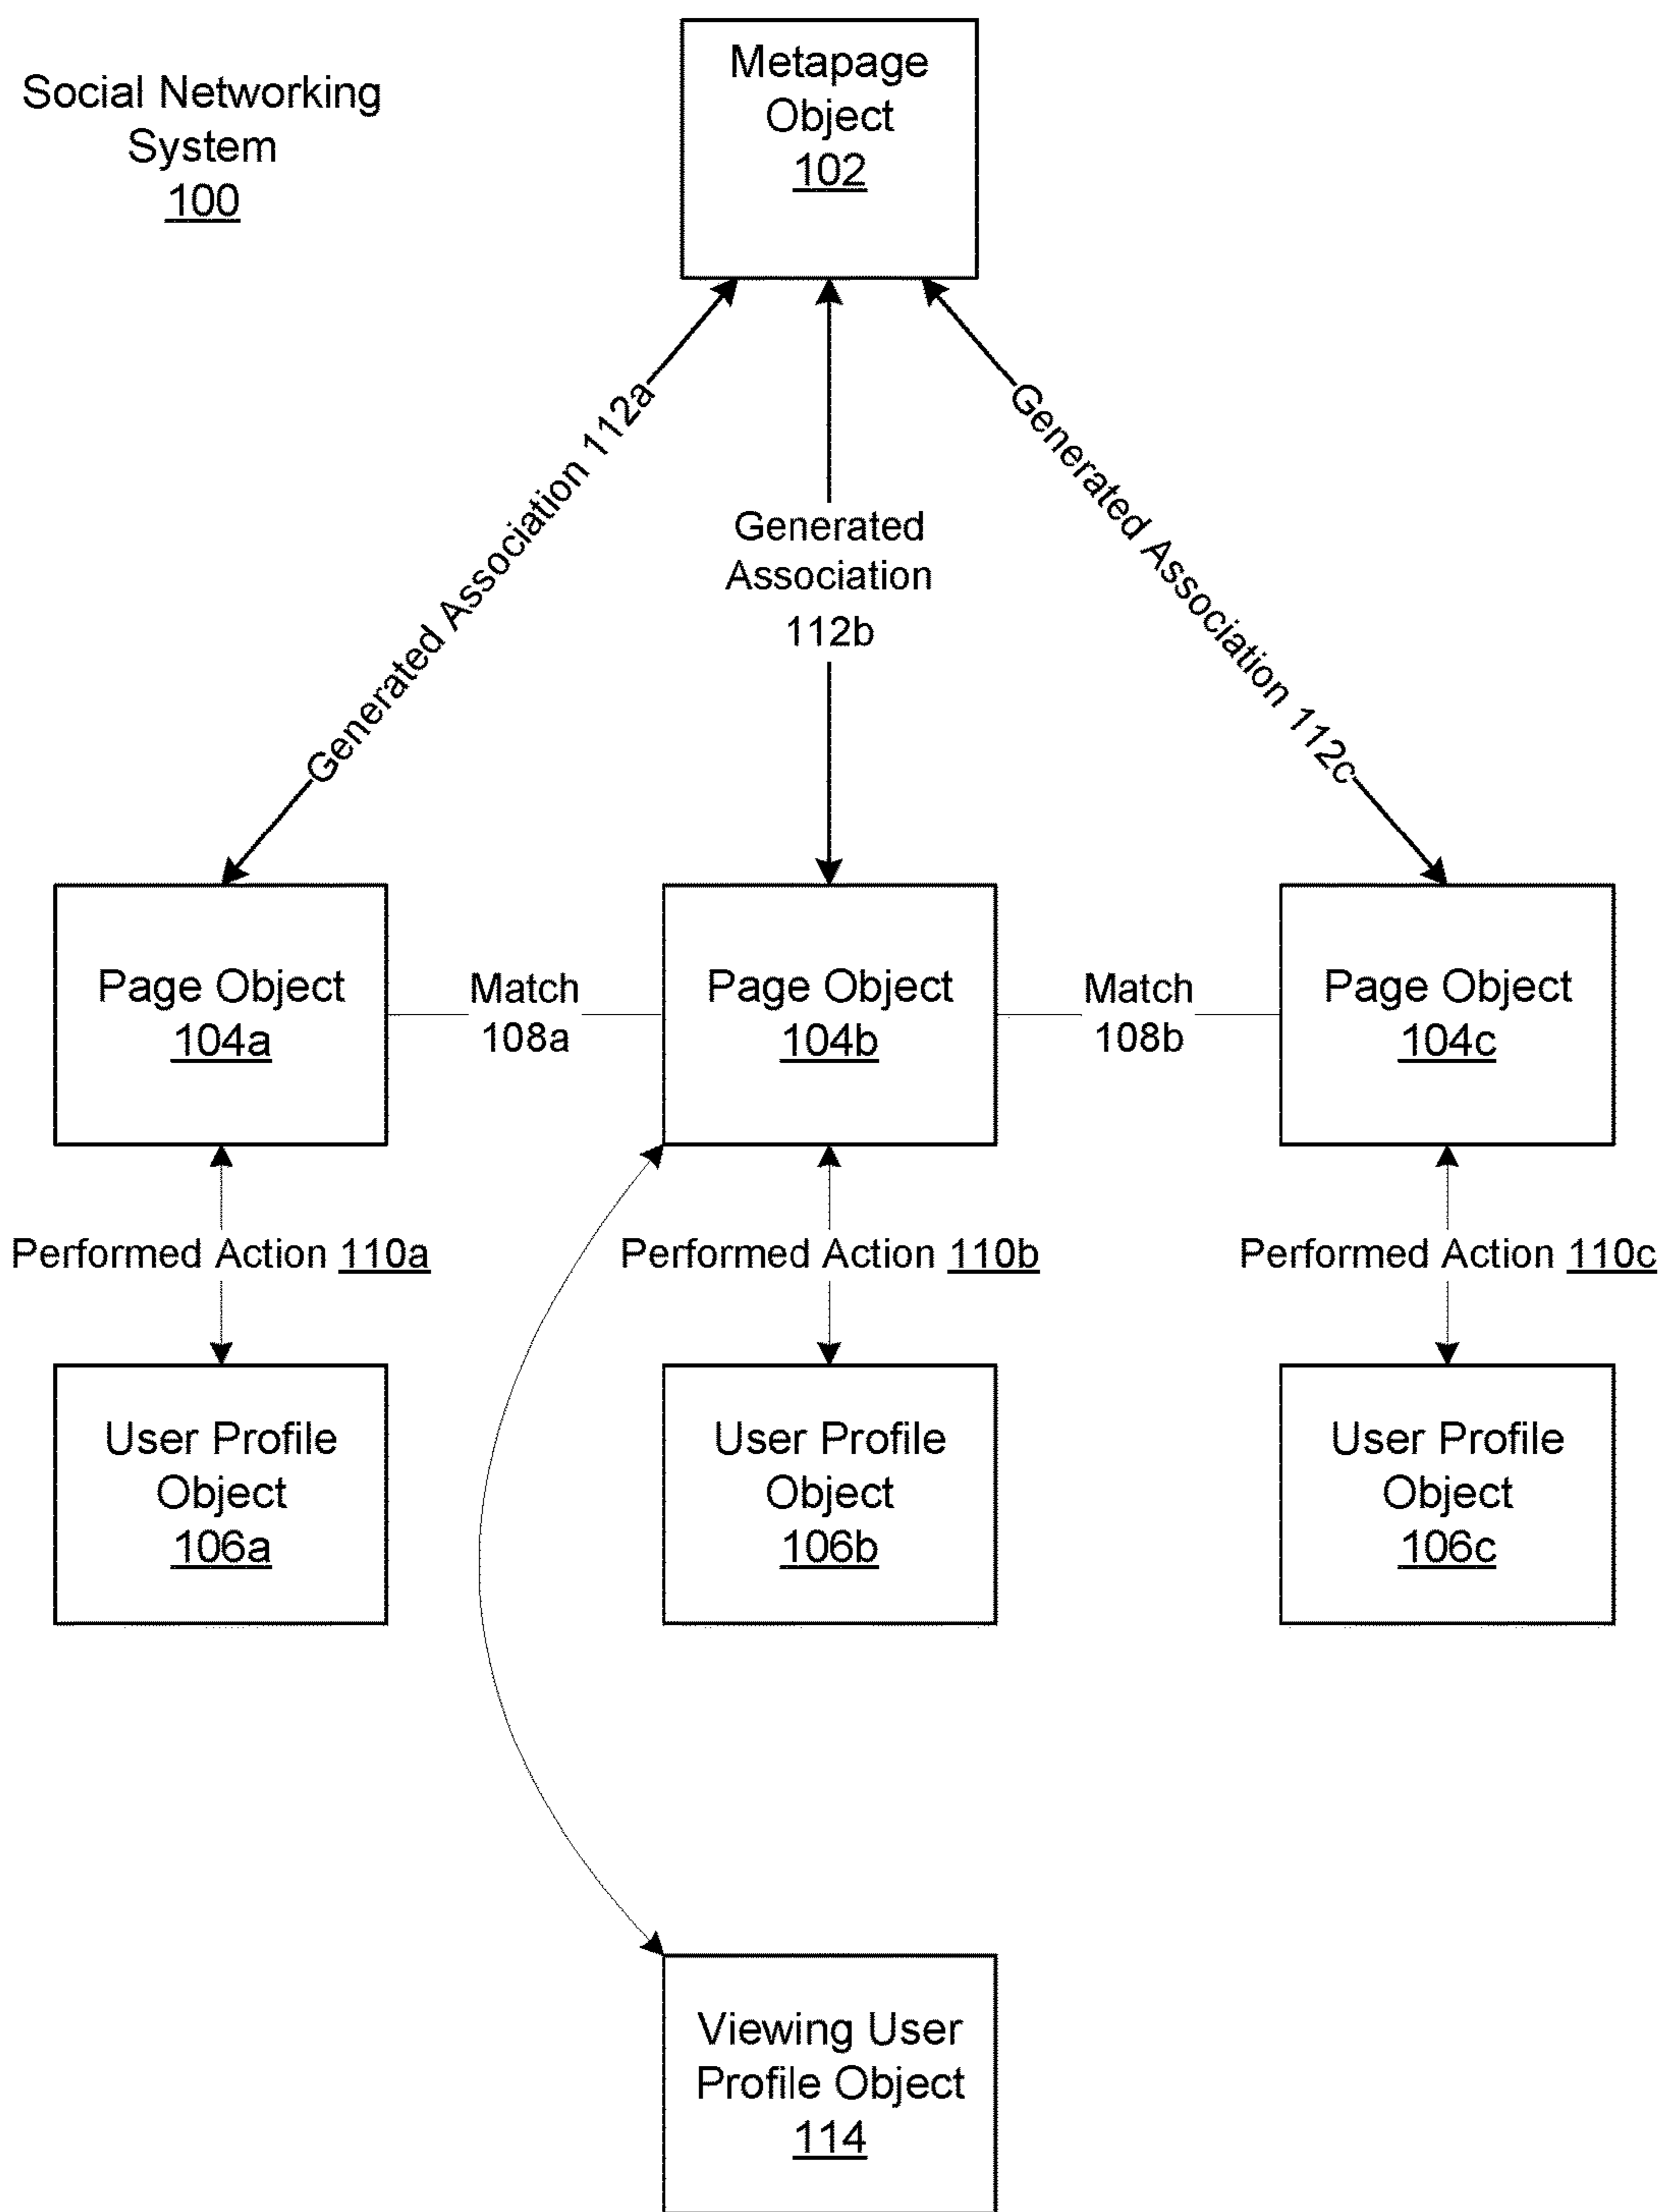 Social Networking
System
100
Metapage
Object
102
Generated Association 112a
Generated
Association
112b
Generated Association 112c
Page Object
104a
Match
108a
Page Object
104b
Match
108b
Page Object
104c
Performed Action 110a
Performed Action 110b
Performed Action 110c
User Profile
Object
106a
User Profile
Object
106b
User Profile
Object
106c
Viewing User
Profile Object
114